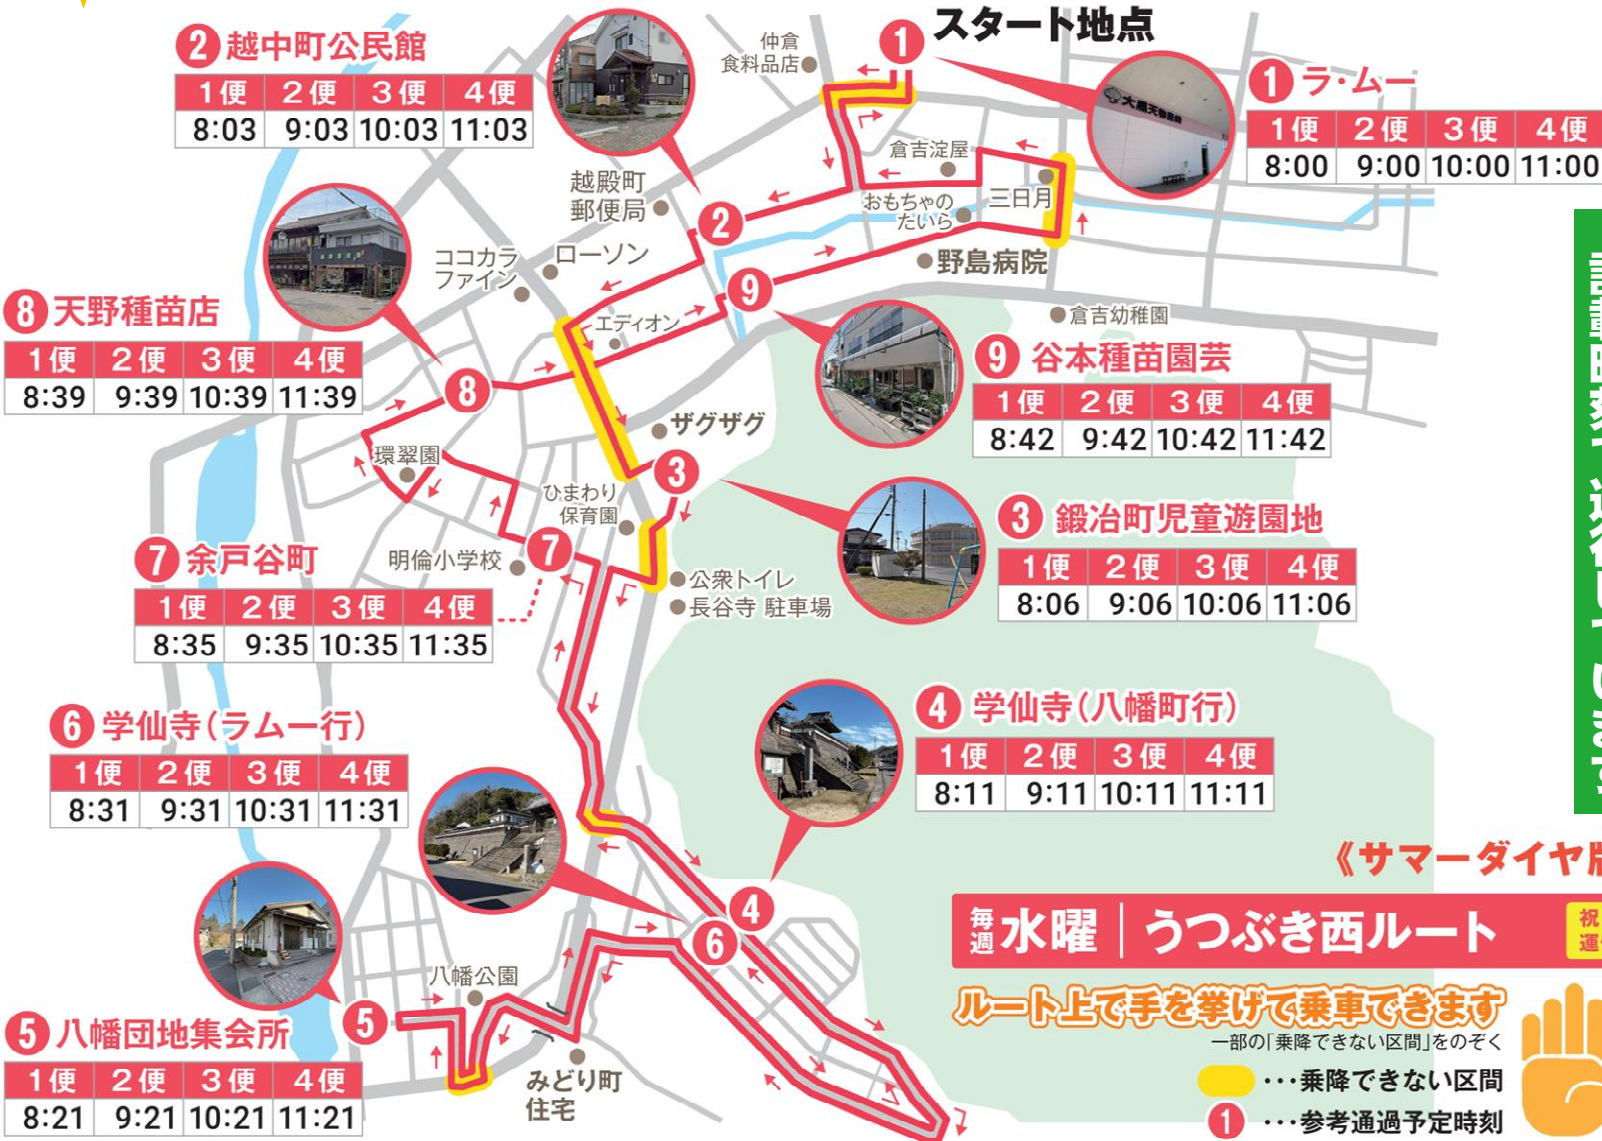 スタート地点
1
1 ラ・ムー
1便 2便 3便 4便
8:00 9:00 10:00 11:00
大黒天物産㈱
2 越中町公民館
1便 2便 3便 4便
8:03 9:03 10:03 11:03
仲倉
食料品店
倉吉淀屋
おもちゃの
たいら
三日月
野島病院
倉吉幼稚園
越殿町
郵便局
2
ココカラ
ファイン
ローソン
エディオン
9
8 天野種苗店
1便 2便 3便 4便
8:39 9:39 10:39 11:39
8
9 谷本種苗園芸
1便 2便 3便 4便
8:42 9:42 10:42 11:42
ザグザグ
3
環翠園
ひまわり
保育園
3 鍛冶町児童遊園地
1便 2便 3便 4便
8:06 9:06 10:06 11:06
7 余戸谷町
1便 2便 3便 4便
8:35 9:35 10:35 11:35
明倫小学校
7
公衆トイレ
長谷寺 駐車場
6 学仙寺(ラムー行)
1便 2便 3便 4便
8:31 9:31 10:31 11:31
4 学仙寺(八幡町行)
1便 2便 3便 4便
8:11 9:11 10:11 11:11
4
6
八幡公園
5
5 八幡団地集会所
1便 2便 3便 4便
8:21 9:21 10:21 11:21
みどり町
住宅
《サマーダイヤ版
毎週 水曜 | うつぶき西ルート
祝
運
ルート上で手を挙げて乗車できます
一部の「乗降できない区間」をのぞく
…乗降できない区間
1 …参考通過予定時刻